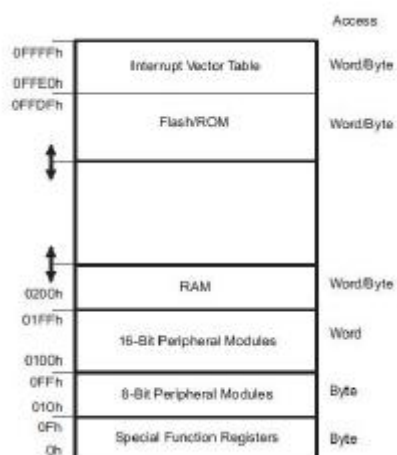 Access
0FFFFh
Interrupt Vector Table
Word/Byte
0FFE0h
0FFDFh
Flash/ROM
Word/Byte
RAM
Word/Byte
0200h
01FFh
16-Bit Peripheral Modules
Word
0100h
0FFh
8-Bit Peripheral Modules
Byte
010h
0Fh
Special Function Registers
Byte
0h